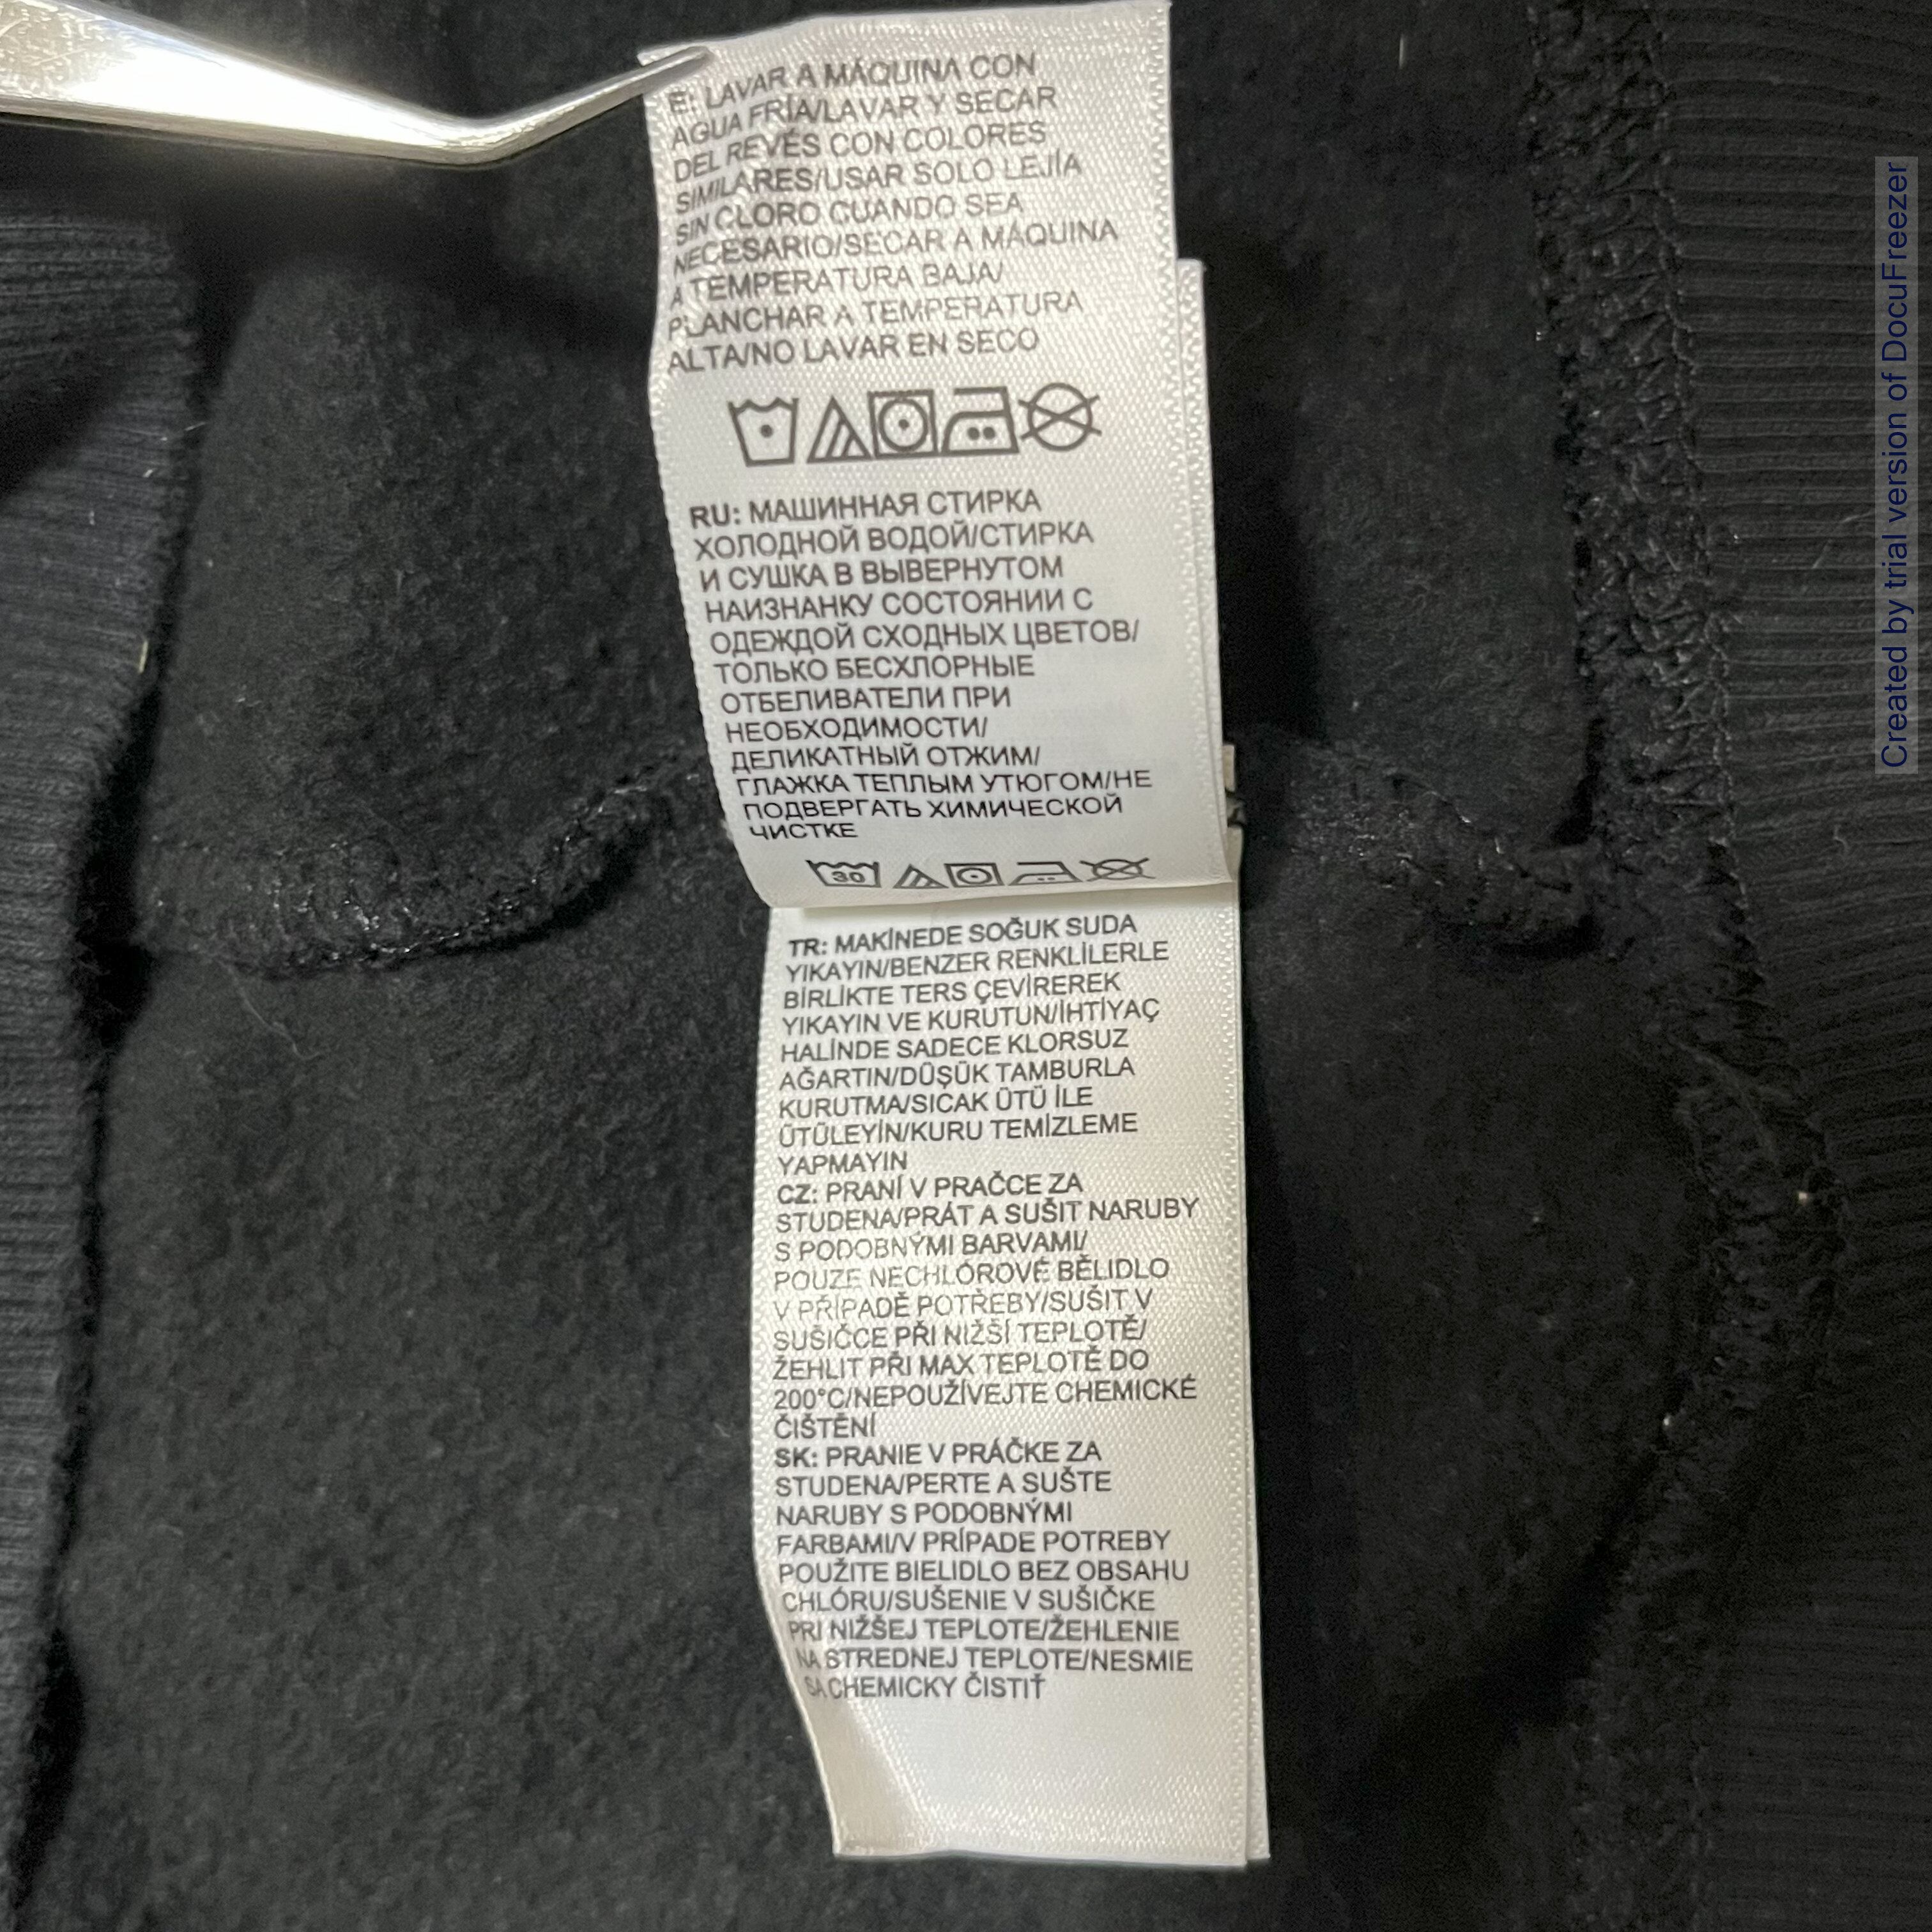 E: LAVAR A MÁQUINA CON
AGUA FRÍA/LAVAR Y SECAR
DEL REVÉS CON COLORES
SIMILARES/USAR SOLO LEJÍA
SIN CLORO CUANDO SEA
NECESARIO/SECAR A MÁQUINA
A TEMPERATURA BAJA/
PLANCHAR A TEMPERATURA
ALTA/NO LAVAR EN SECO
RU: МАШИННАЯ СТИРКА
ХОЛОДНОЙ ВОДОЙ/СТИРКА
И СУШКА В ВЫВЕРНУТОМ
НАИЗНАНКУ СОСТОЯНИИ С
ОДЕЖДОЙ СХОДНЫХ ЦВЕТОВ/
ТОЛЬКО БЕСХЛОРНЫЕ
ОТБЕЛИВАТЕЛИ ПРИ
НЕОБХОДИМОСТИ/
ДЕЛИКАТНЫЙ ОТЖИМ/
ГЛАЖКА ТЕПЛЫМ УТЮГОМ/НЕ
ПОДВЕРГАТЬ ХИМИЧЕСКОЙ
ЧИСТКЕ
30
TR: MAKİNEDE SOĞUK SUDA
YIKAYIN/BENZER RENKLİLERLE
BİRLİKTE TERS ÇEVİREREK
YIKAYIN VE KURUTUN/İHTİYAÇ
HALİNDE SADECE KLORSUZ
AĞARTIN/DÜŞÜK TAMBURLA
KURUTMA/SICAK ÜTÜ İLE
ÜTÜLEYİN/KURU TEMİZLEME
YAPMAYIN
CZ: PRANÍ V PRAČCE ZA
STUDENA/PRÁT A SUŠIT NARUBY
S PODOBNÝMI BARVAMI/
POUZE NECHLÓROVÉ BĚLIDLO
V PŘÍPADĚ POTŘEBY/SUŠIT V
SUŠIČCE PŘI NIŽŠÍ TEPLOTĚ/
ŽEHLIT PŘI MAX TEPLOTĚ DO
200°C/NEPOUŽÍVEJTE CHEMICKÉ
ČIŠTĚNÍ
SK: PRANIE V PRÁČKE ZA
STUDENA/PERTE A SUŠTE
NARUBY S PODOBNÝMI
FARBAMI/V PRÍPADE POTREBY
POUŽITE BIELIDLO BEZ OBSAHU
CHLÓRU/SUŠENIE V SUŠIČKE
PRI NIŽŠEJ TEPLOTE/ŽEHLENIE
NA STREDNEJ TEPLOTE/NESMIE
SA CHEMICKY ČISTIŤ
Created by trial version of DocuFreezer